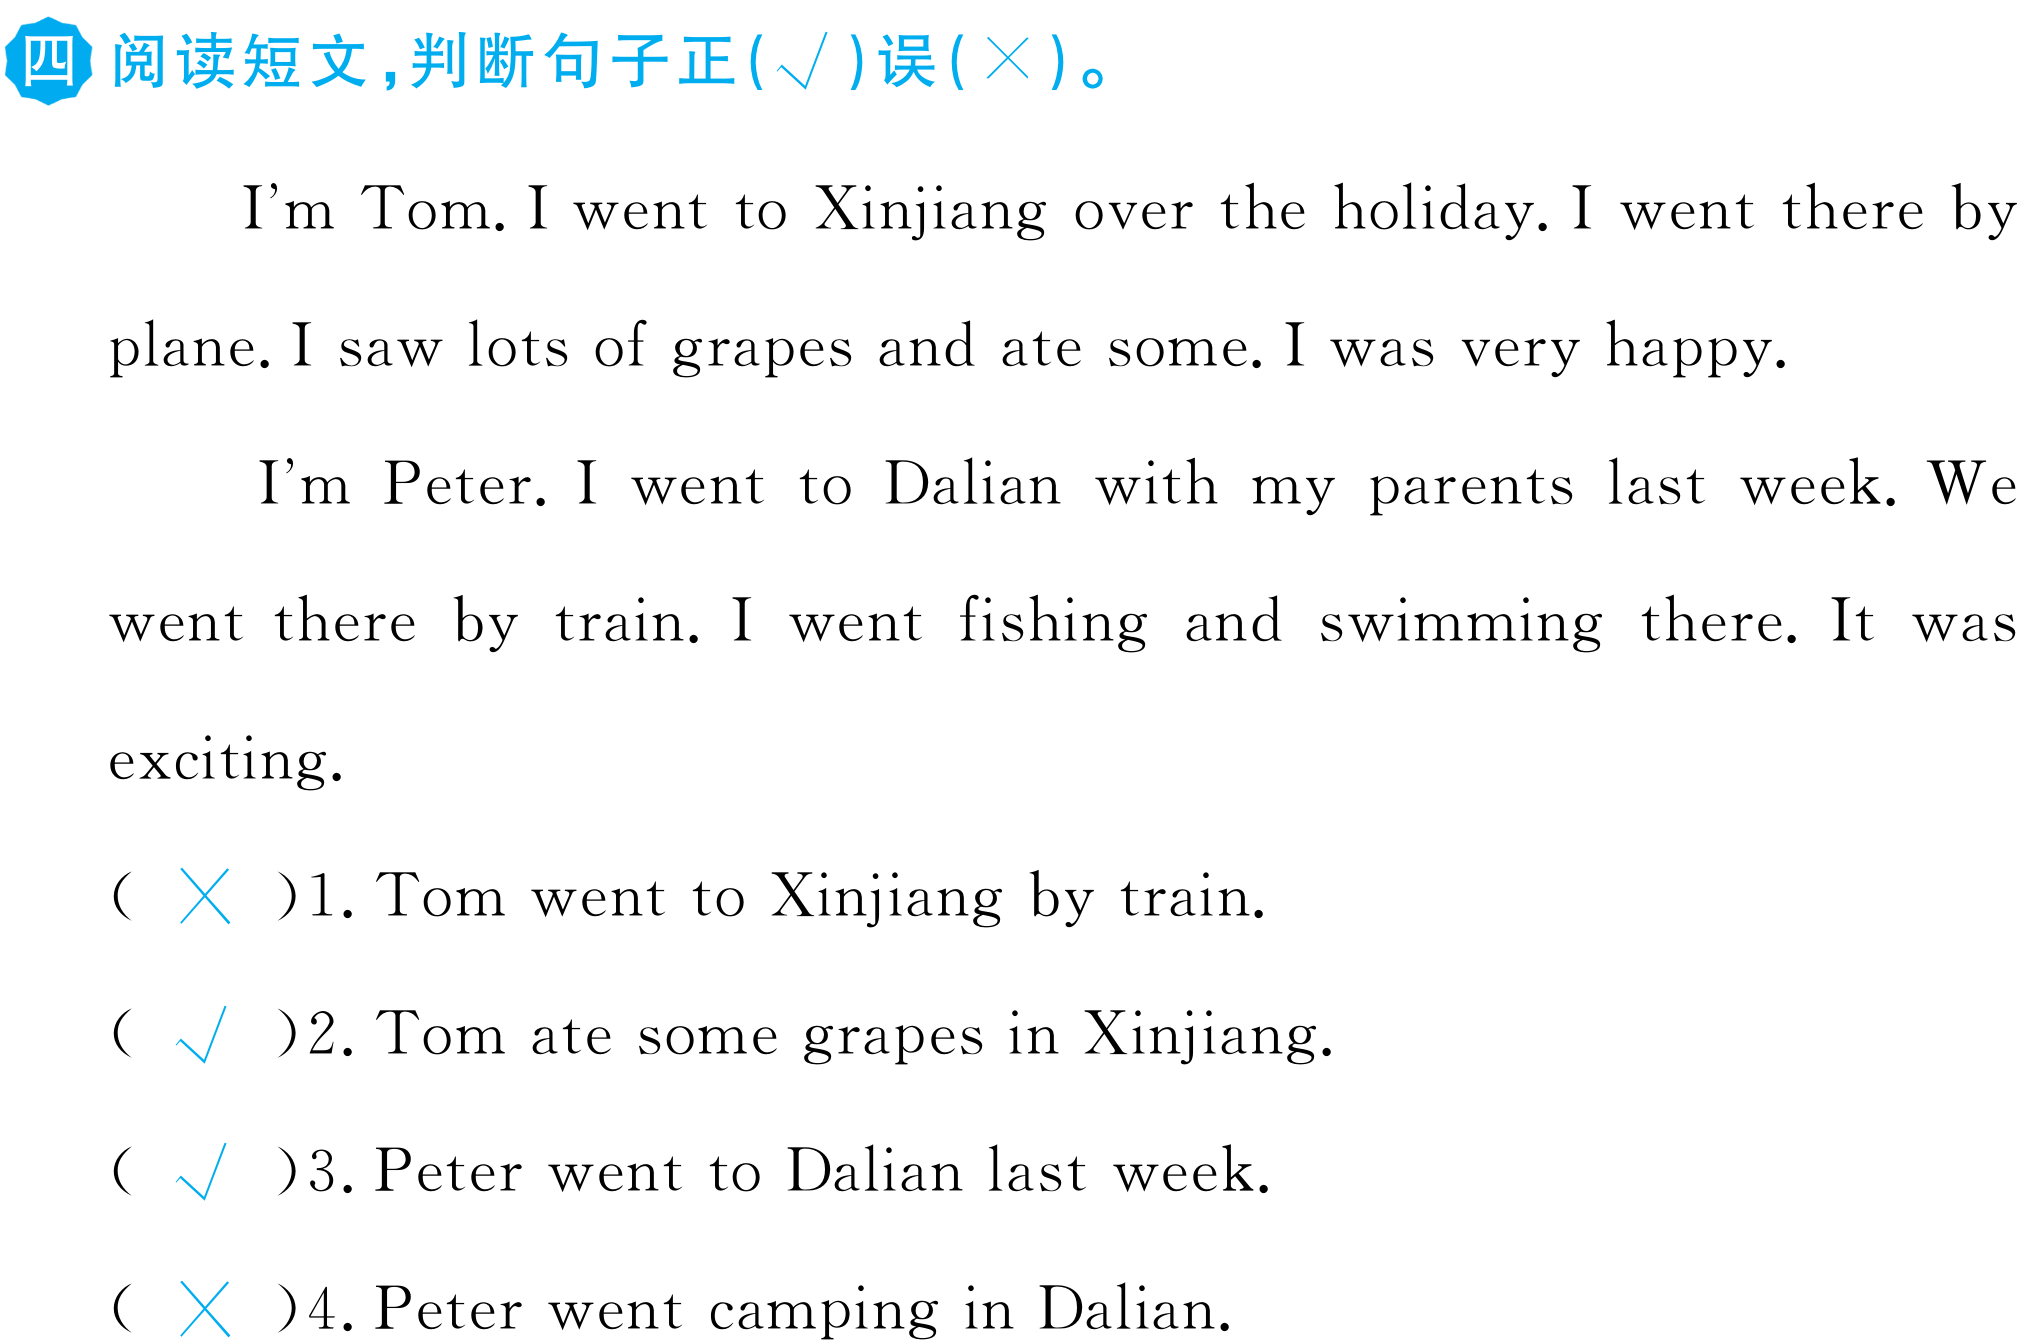 四 阅读短文,判断句子正(√)误(×)。
I'm Tom. I went to Xinjiang over the holiday. I went there by
plane. I saw lots of grapes and ate some. I was very happy.
I'm Peter. I went to Dalian with my parents last week. We
went there by train. I went fishing and swimming there. It was
exciting.
( × )1. Tom went to Xinjiang by train.
( √ )2. Tom ate some grapes in Xinjiang.
( √ )3. Peter went to Dalian last week.
( × )4. Peter went camping in Dalian.